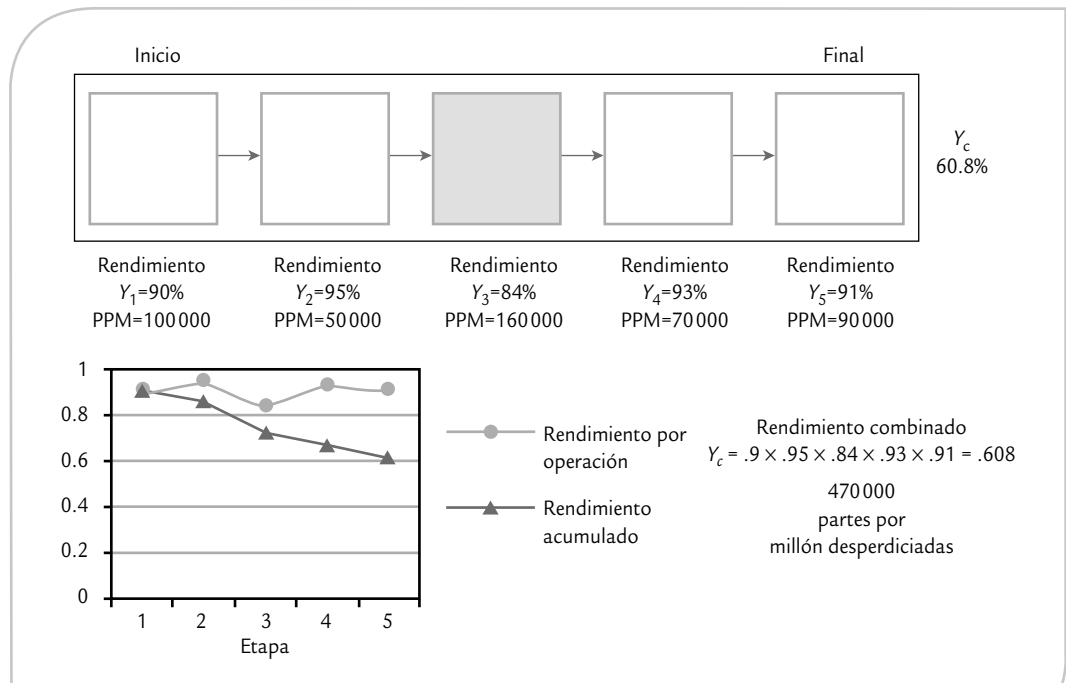 Inicio
Final
Y_c
60.8%
Rendimiento
Y_1=90%
PPM=100 000
Rendimiento
Y_2=95%
PPM=50 000
Rendimiento
Y_3=84%
PPM=160 000
Rendimiento
Y_4=93%
PPM=70 000
Rendimiento
Y_5=91%
PPM=90 000
1
0.8
0.6
0.4
0.2
0
1 2 3 4 5
Etapa
Rendimiento por
operación
Rendimiento
acumulado
Rendimiento combinado
Y_c = .9 × .95 × .84 × .93 × .91 = .608
470 000
partes por
millón desperdiciadas